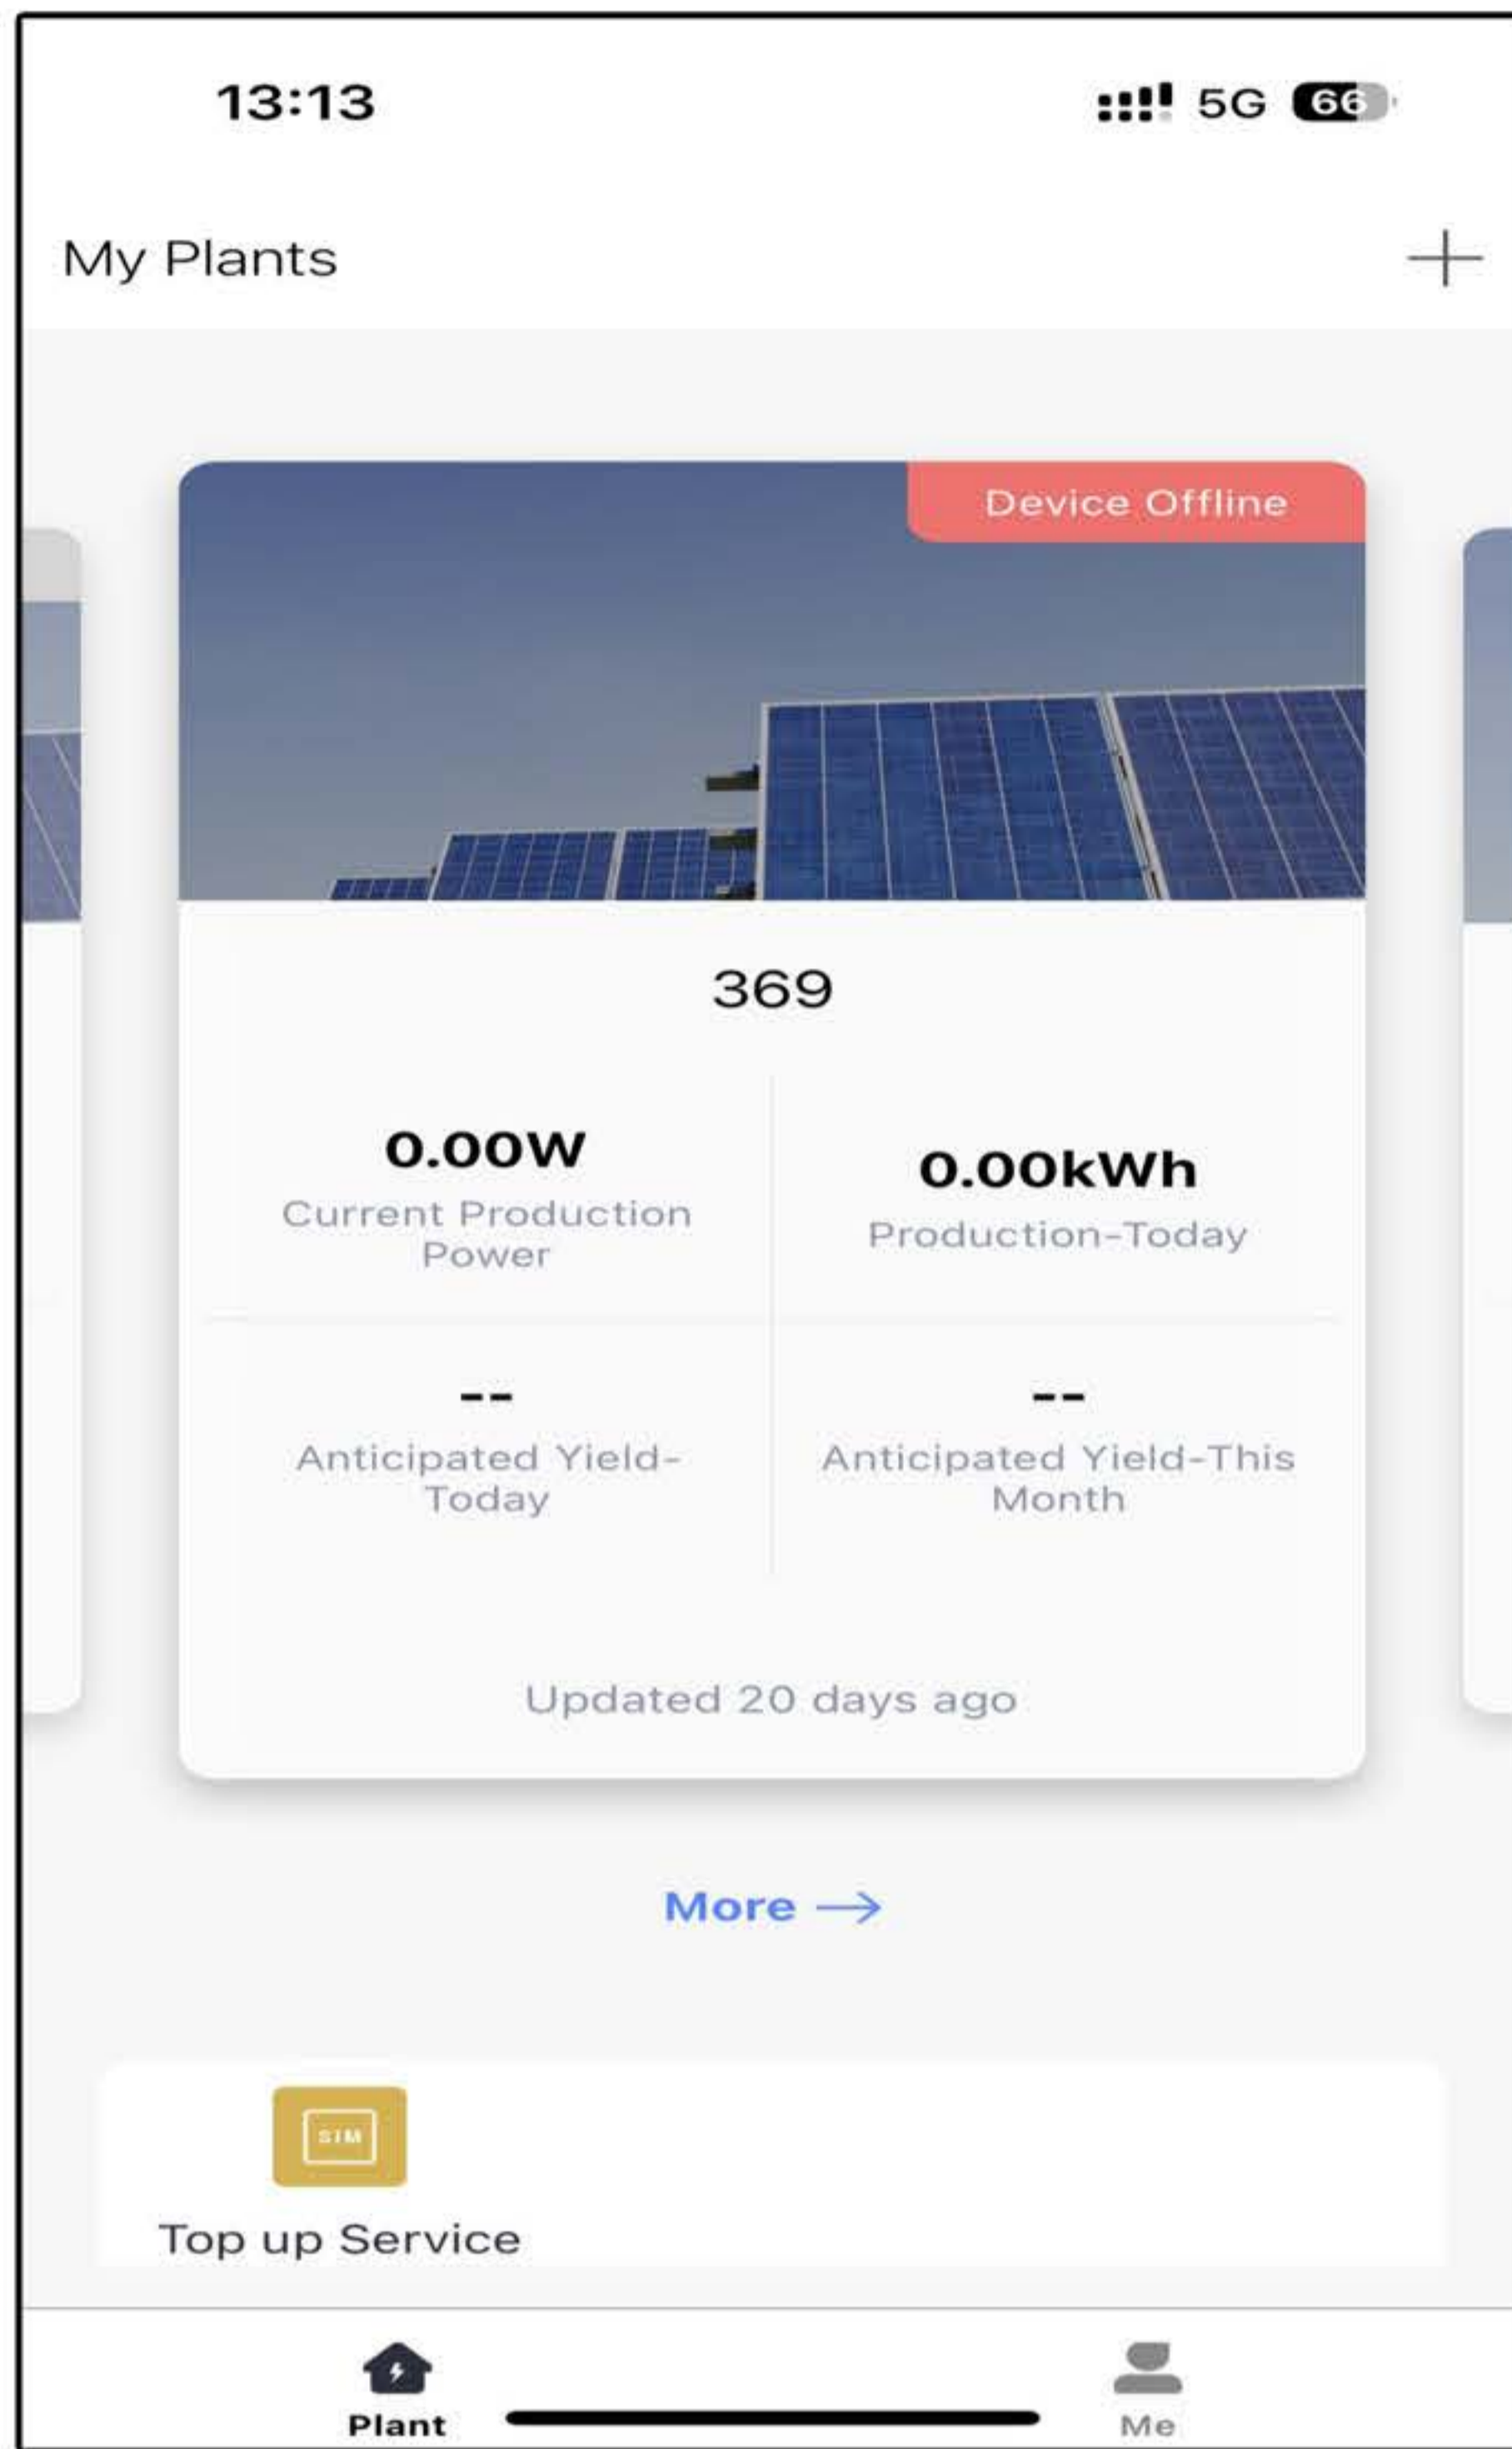 13:13
5G 66
My Plants
Device Offline
369
0.00W
Current Production
Power
0.00kWh
Production-Today
--
Anticipated Yield-
Today
--
Anticipated Yield-This
Month
Updated 20 days ago
More
SIM
Top up Service
Plant
Me